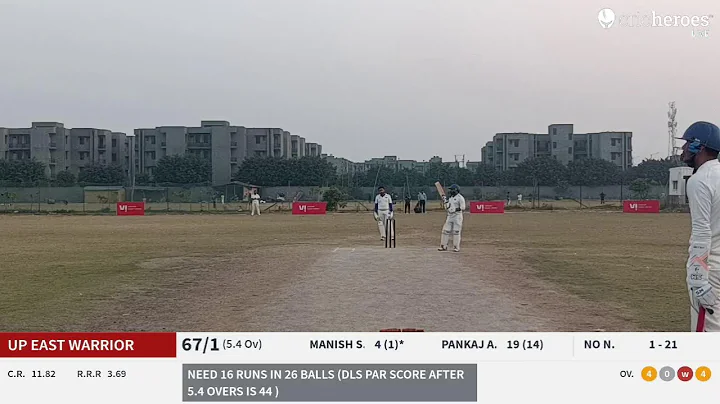 cricheroes
UP EAST WARRIOR
67/1 (5.4 Ov)
MANISH S. 4 (1)*
PANKAJ A. 19 (14)
NO N. 1 - 21
C.R. 11.82
R.R.R 3.69
NEED 16 RUNS IN 26 BALLS (DLS PAR SCORE AFTER
5.4 OVERS IS 44 )
OV. 4 0 w 4